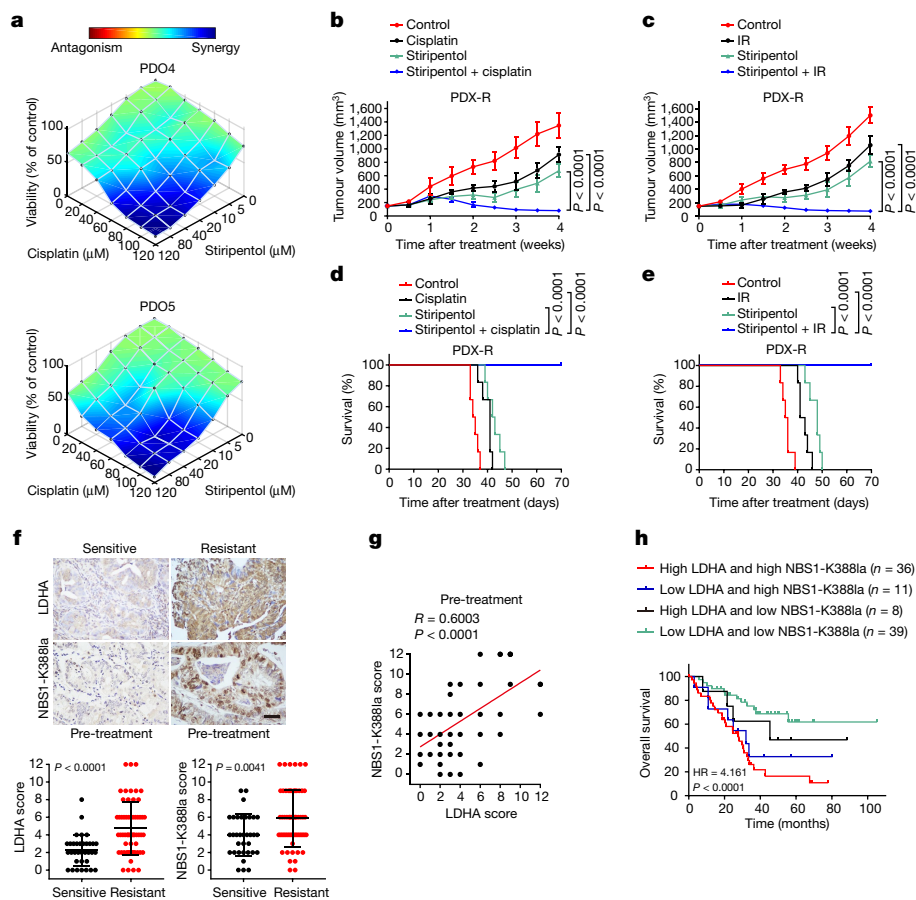 a
Antagonism Synergy
PDO4
Viability (% of control)
100
50
0
0
20
40
60
80
100
120
Cisplatin (μM)
120
80
40
20
10
5
0
Stiripentol (μM)
PDO5
Viability (% of control)
100
50
0
0
20
40
60
80
100
120
Cisplatin (μM)
120
80
40
20
10
5
0
Stiripentol (μM)
b
Control
Cisplatin
Stiripentol
Stiripentol + cisplatin
PDX-R
Tumour volume (mm³)
1,600
1,400
1,200
1,000
800
600
400
200
0
0 1 2 3 4
Time after treatment (weeks)
P < 0.0001
P < 0.0001
c
Control
IR
Stiripentol
Stiripentol + IR
PDX-R
Tumour volume (mm³)
1,600
1,400
1,200
1,000
800
600
400
200
0
0 1 2 3 4
Time after treatment (weeks)
P < 0.0001
P < 0.0001
d
Control
Cisplatin
Stiripentol
Stiripentol + cisplatin
P < 0.0001
P < 0.0001
PDX-R
Survival (%)
100
80
60
40
20
0
0 10 20 30 40 50 60 70
Time after treatment (days)
e
Control
IR
Stiripentol
Stiripentol + IR
P < 0.0001
P < 0.0001
PDX-R
Survival (%)
100
80
60
40
20
0
0 10 20 30 40 50 60 70
Time after treatment (days)
f
Sensitive Resistant
LDHA
NBS1-K388la
Pre-treatment Pre-treatment
LDHA score
12
10
8
6
4
2
0
P < 0.0001
Sensitive Resistant
NBS1-K388la score
12
10
8
6
4
2
0
P = 0.0041
Sensitive Resistant
g
Pre-treatment
R = 0.6003
P < 0.0001
NBS1-K388la score
12
10
8
6
4
2
0
0 2 4 6 8 10 12
LDHA score
h
High LDHA and high NBS1-K388la (n = 36)
Low LDHA and high NBS1-K388la (n = 11)
High LDHA and low NBS1-K388la (n = 8)
Low LDHA and low NBS1-K388la (n = 39)
Overall survival
100
80
60
40
20
0
HR = 4.161
P < 0.0001
0 20 40 60 80 100
Time (months)